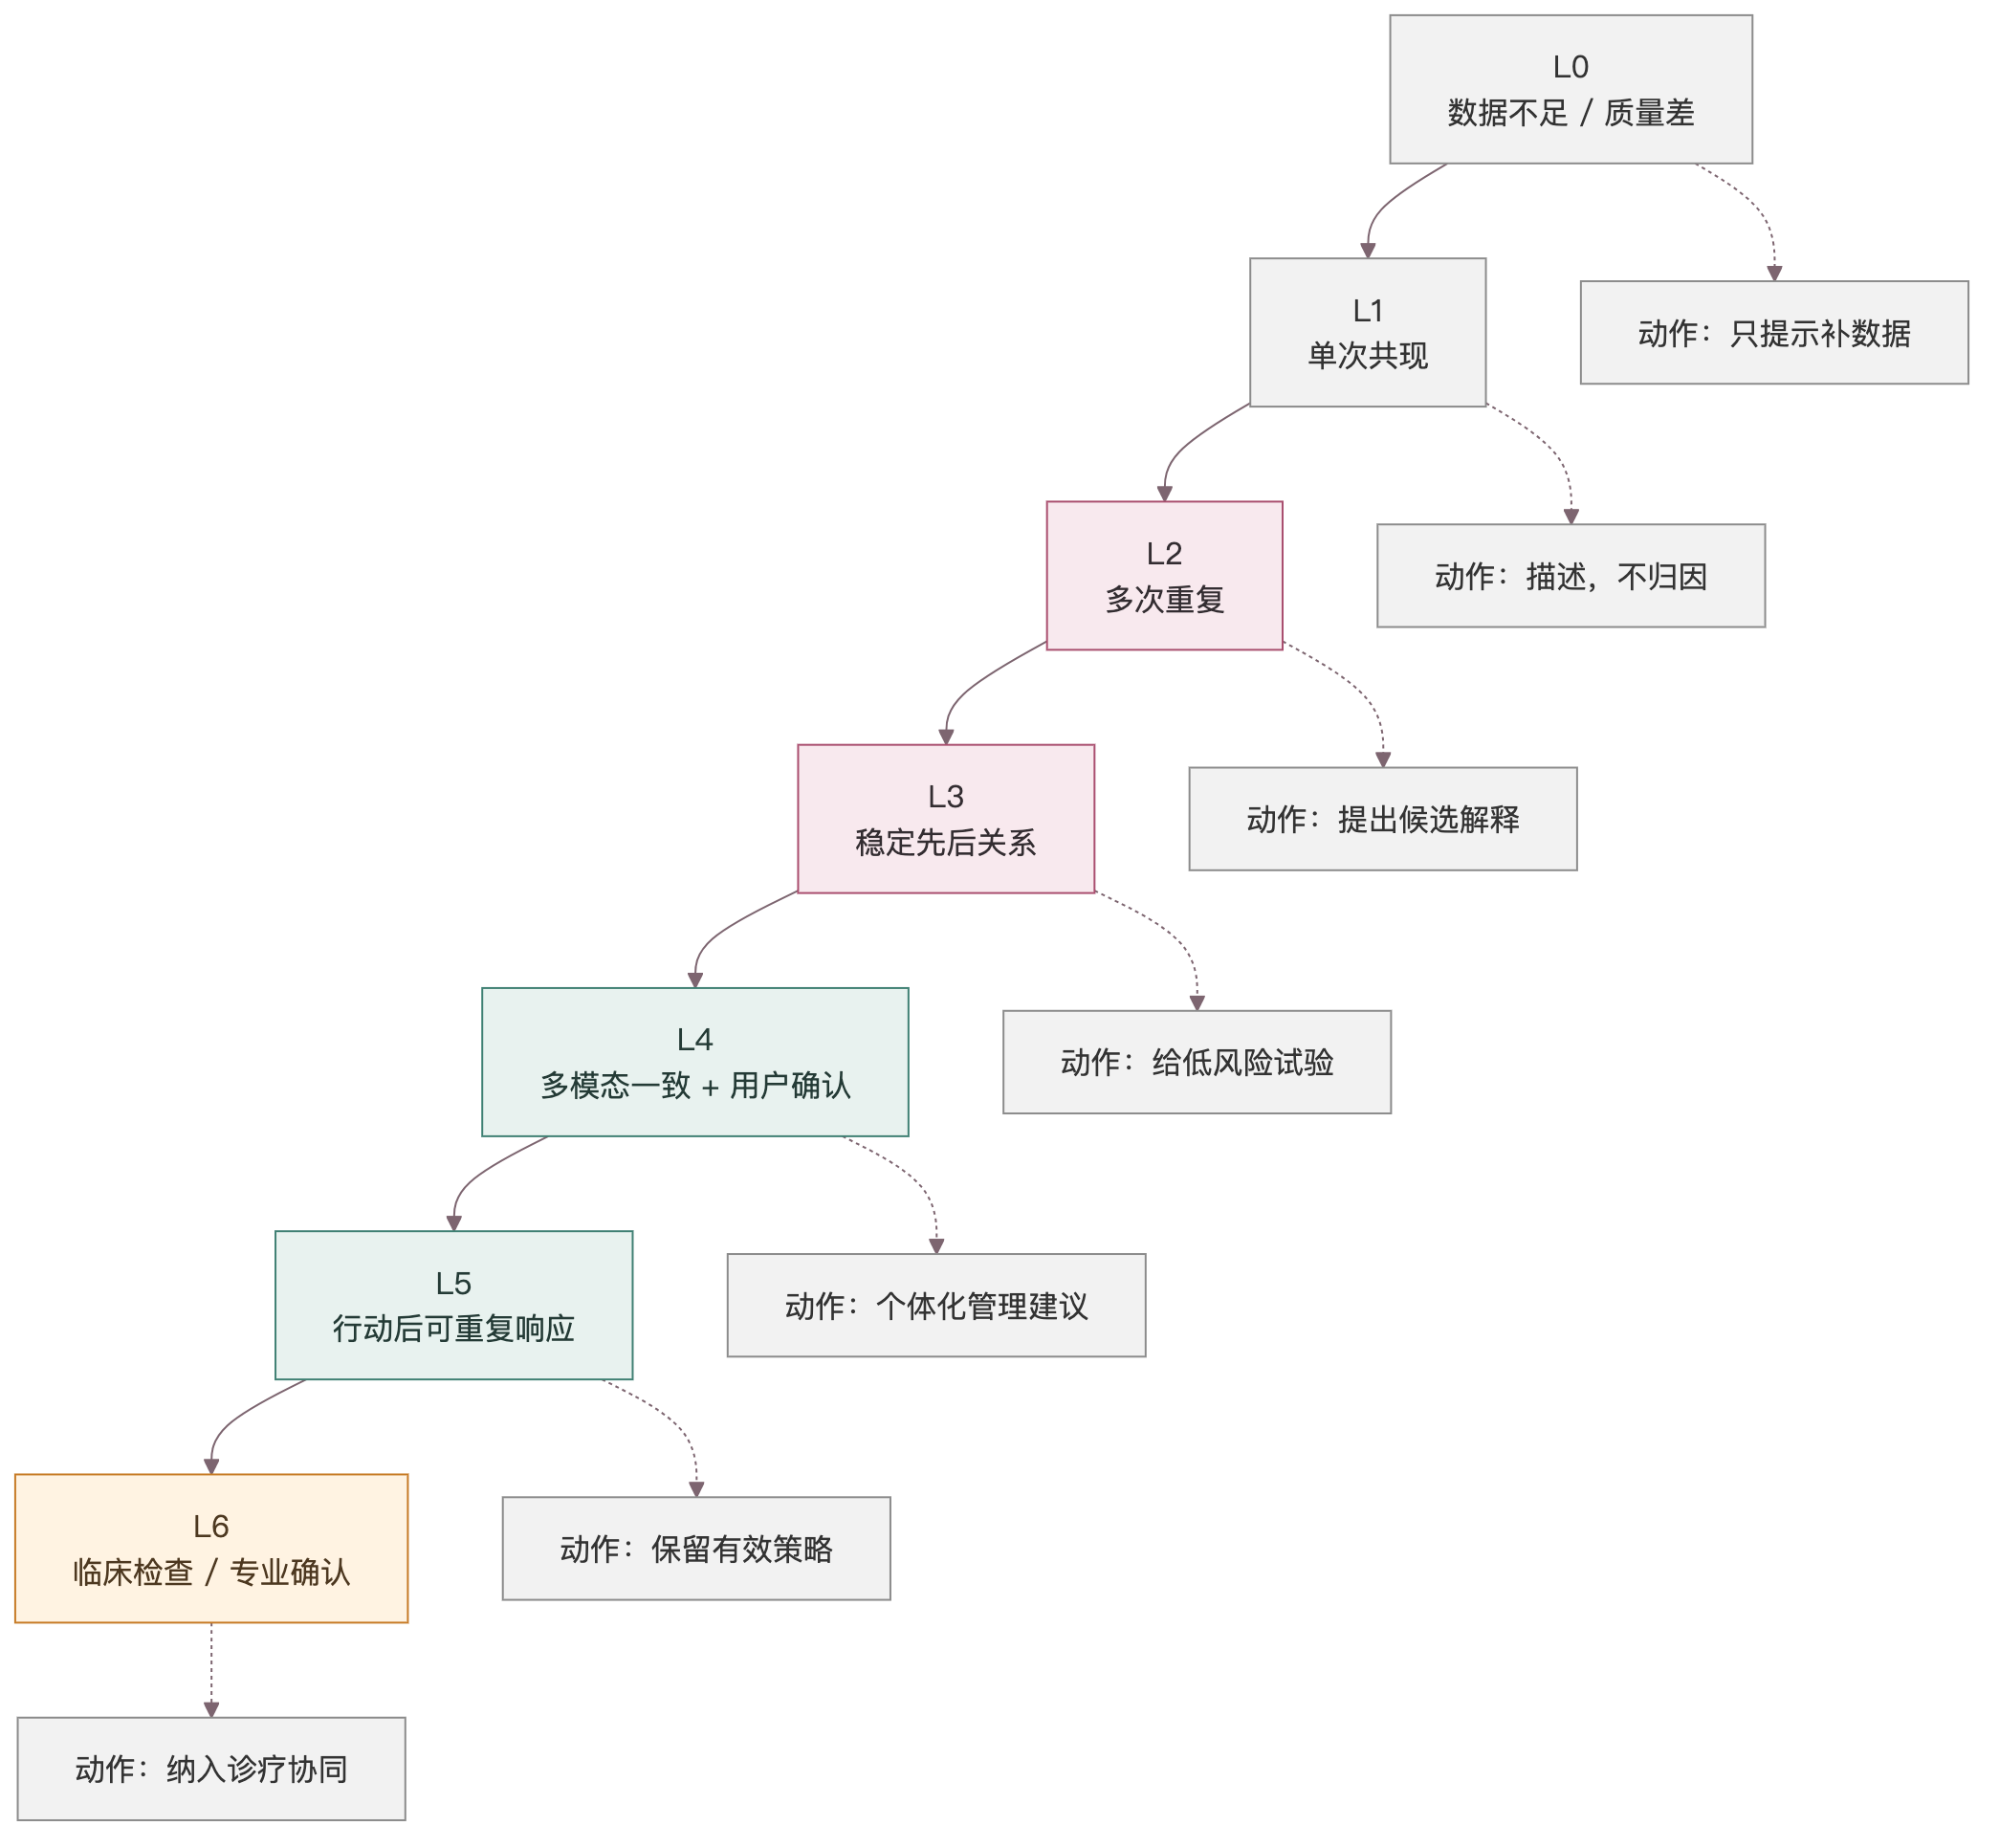 L0
数据不足 / 质量差
L1
单次共现
动作：只提示补数据
L2
多次重复
动作：描述，不归因
L3
稳定先后关系
动作：提出候选解释
L4
多模态一致 + 用户确认
动作：给低风险试验
L5
行动后可重复响应
动作：个体化管理建议
L6
临床检查 / 专业确认
动作：保留有效策略
动作：纳入诊疗协同